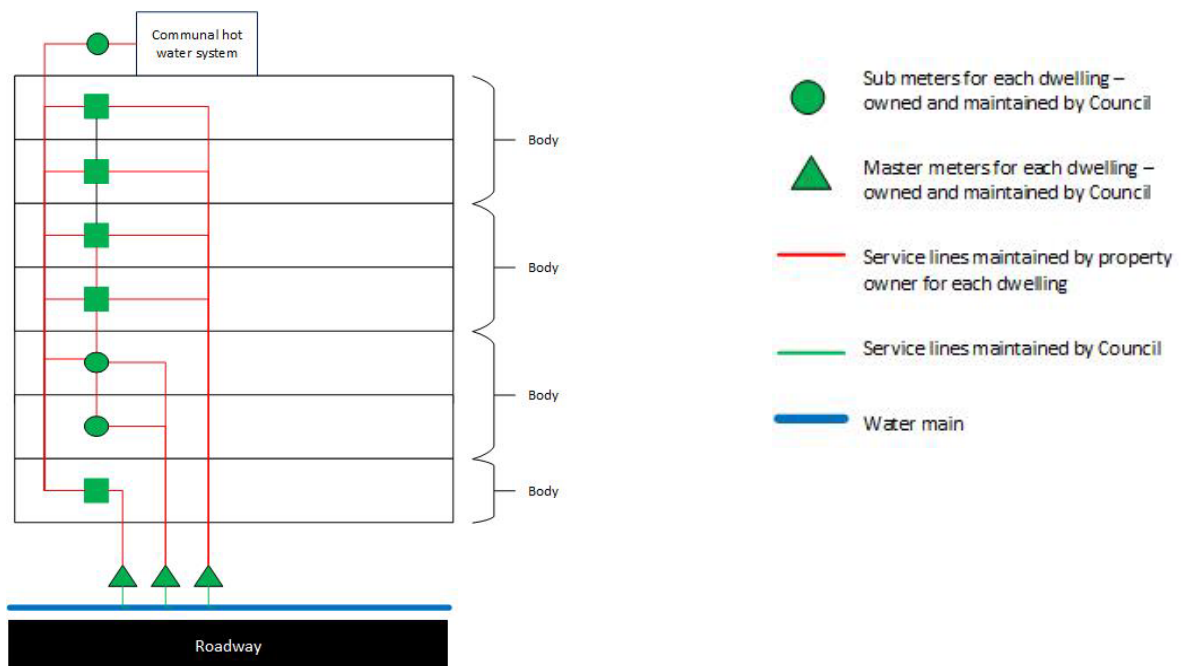 Communal hot
water system
Body
Body
Body
Body
Roadway
Sub meters for each dwelling –
owned and maintained by Council
Master meters for each dwelling –
owned and maintained by Council
Service lines maintained by property
owner for each dwelling
Service lines maintained by Council
Water main